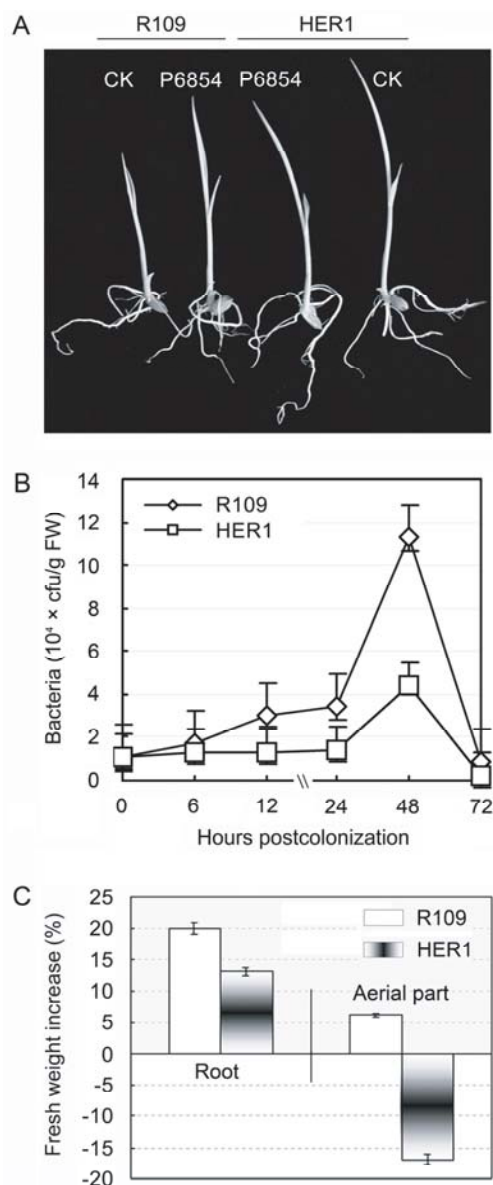 A
R109 HER1
CK P6854 P6854 CK
B
14
12
10
8
6
4
2
0
Bacteria (10⁴ × cfu/g FW)
R109
HER1
0 6 12 24 48 72
Hours postcolonization
C
25
20
15
10
5
0
-5
-10
-15
-20
Fresh weight increase (%)
R109
HER1
Aerial part
Root